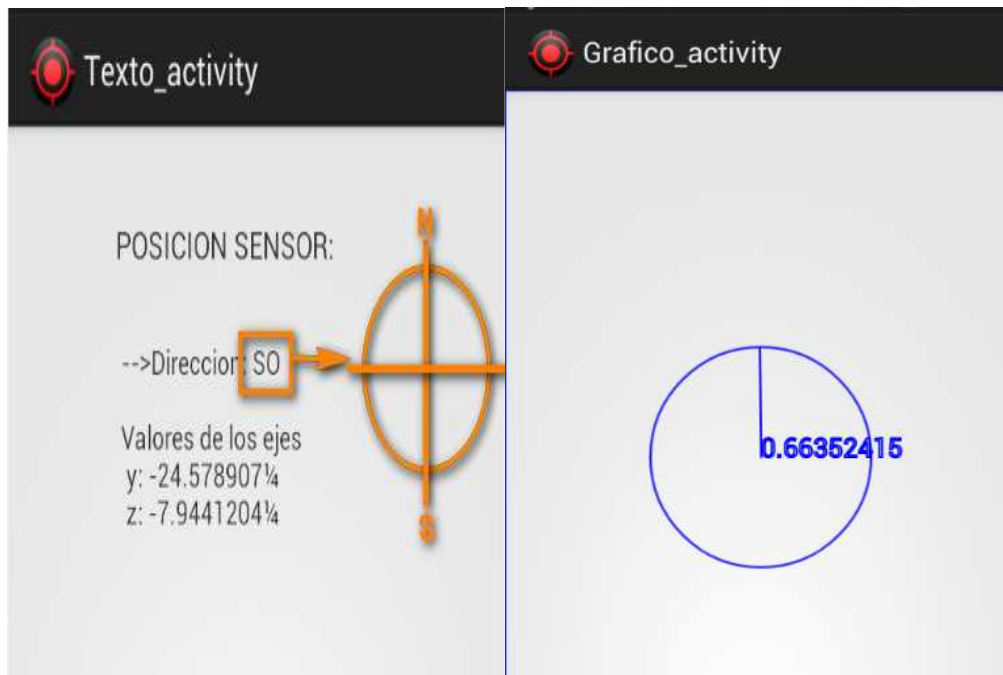 Texto_activity
POSICION SENSOR:
N
-->Direccion: SO
Valores de los ejes
y: -24.578907¼
z: -7.9441204¼
S
Grafico_activity
0.66352415